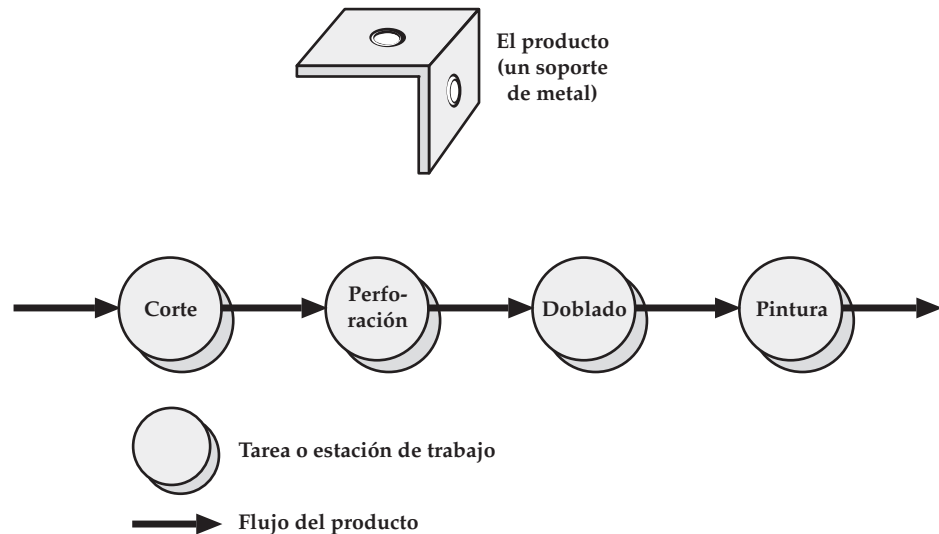 El producto
(un soporte
de metal)
Corte
Perfo-
ración
Doblado
Pintura
Tarea o estación de trabajo
Flujo del producto